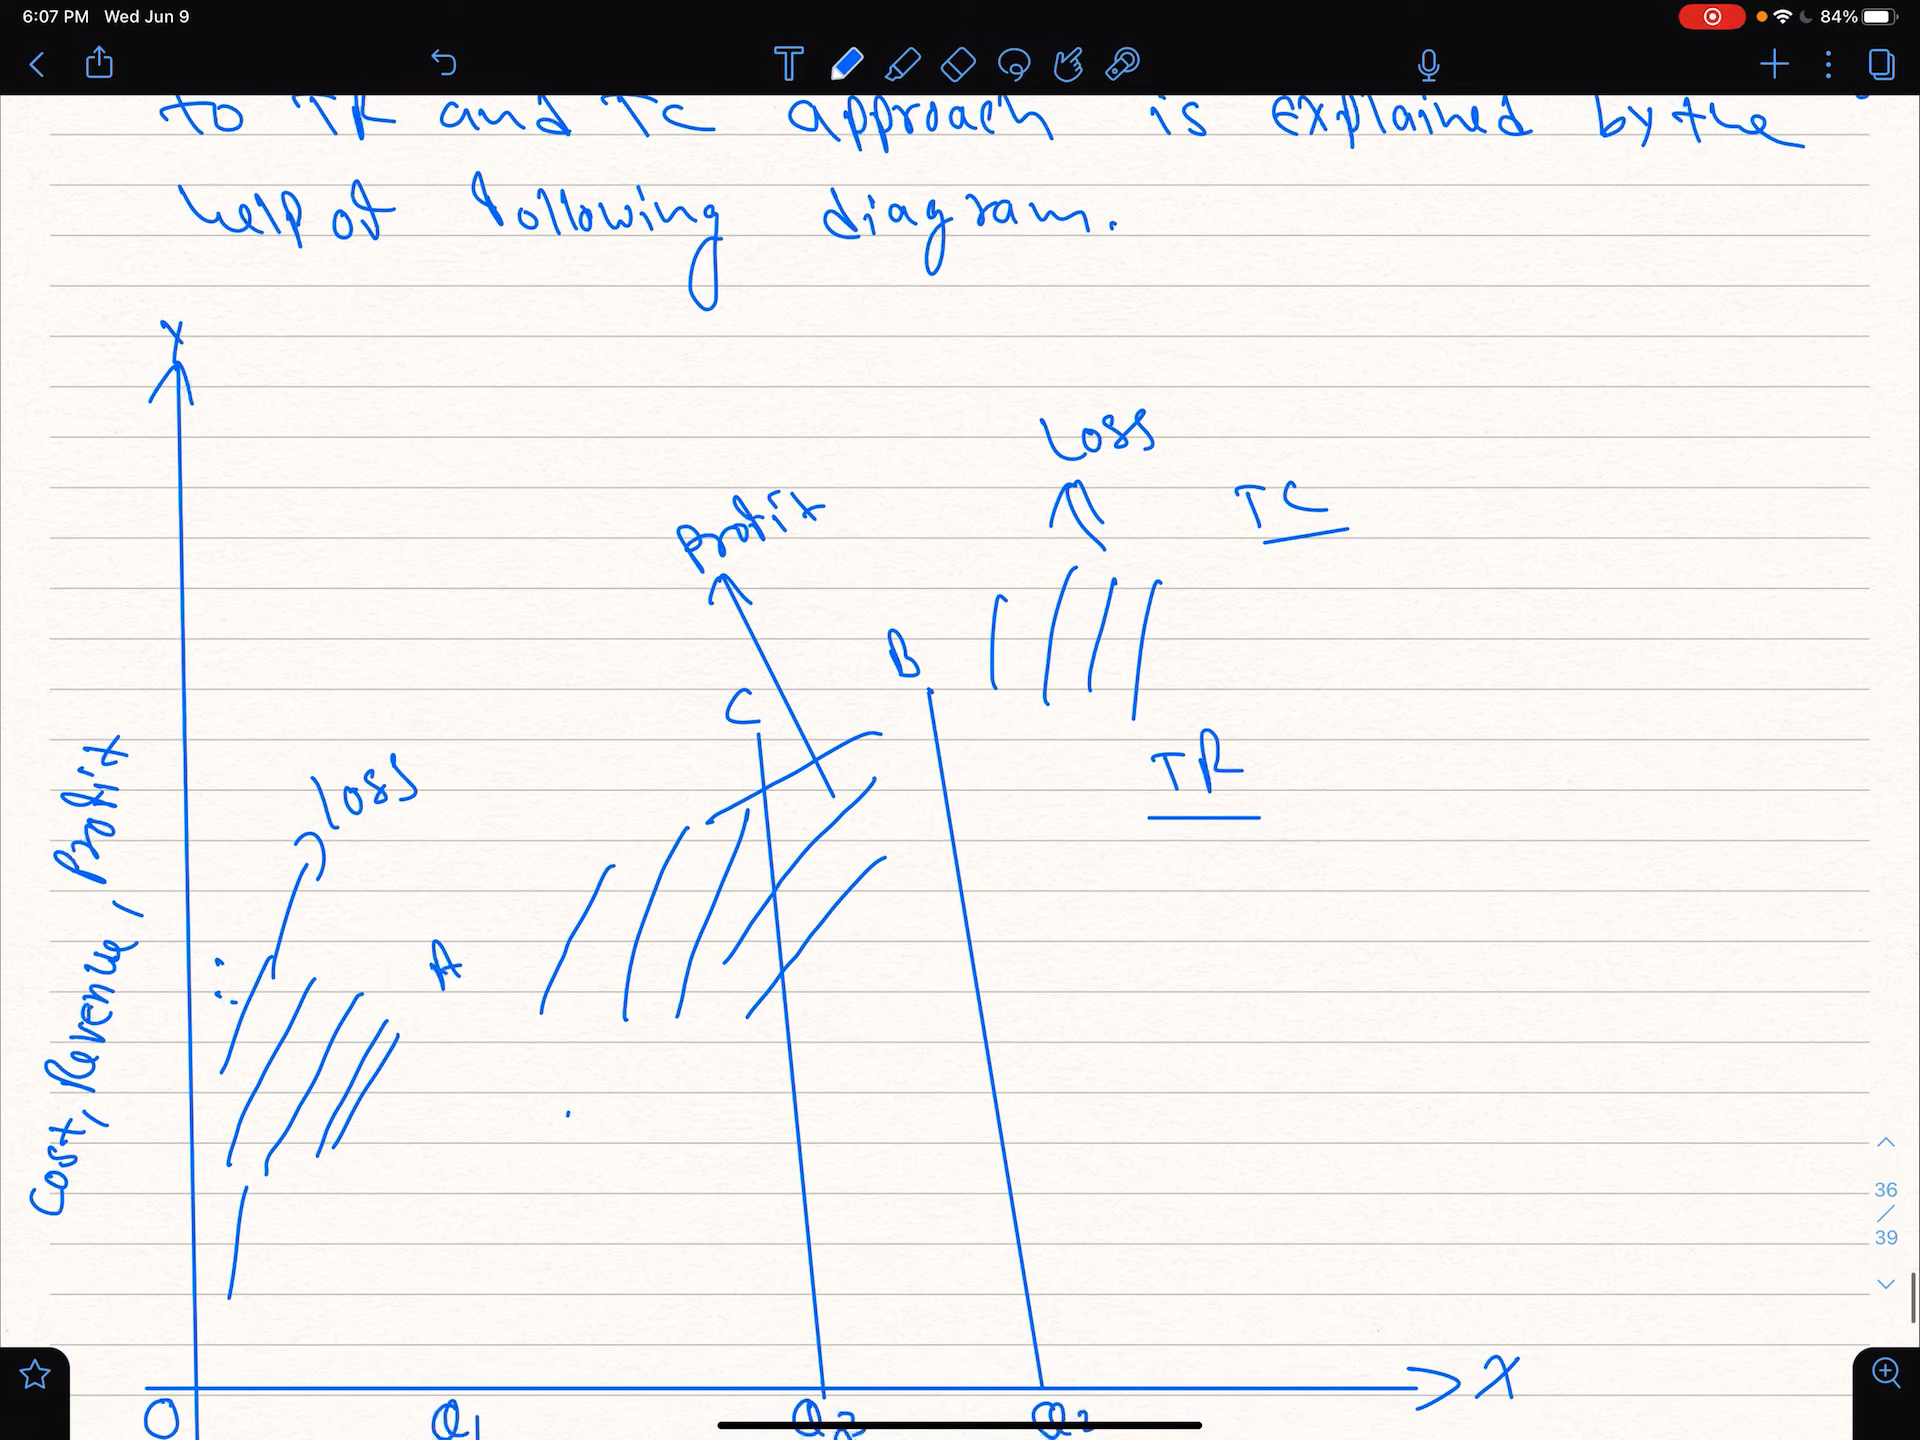 6:07 PM Wed Jun 9
84%
to TR and TC approach is explained by the
help of following diagram.
Y
Loss
TC
Profit
B
C
TR
loss
Cost, Revenue, Profit
A
36
/
39
X
O Q1 Q2